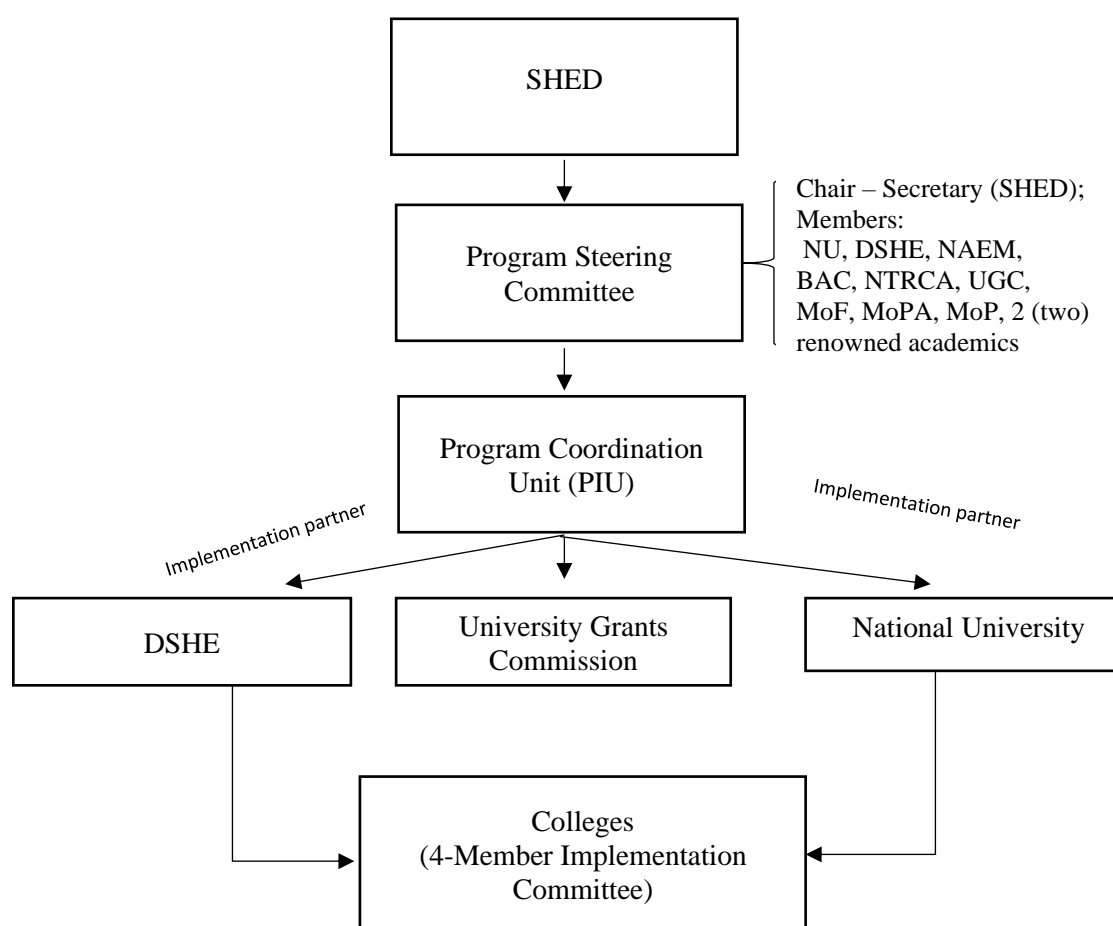 SHED
Chair – Secretary (SHED);
Members:
NU, DSHE, NAEM,
BAC, NTRCA, UGC,
MoF, MoPA, MoP, 2 (two)
renowned academics
Program Steering
Committee
Program Coordination
Unit (PIU)
Implementation partner
Implementation partner
DSHE
University Grants
Commission
National University
Colleges
(4-Member Implementation
Committee)